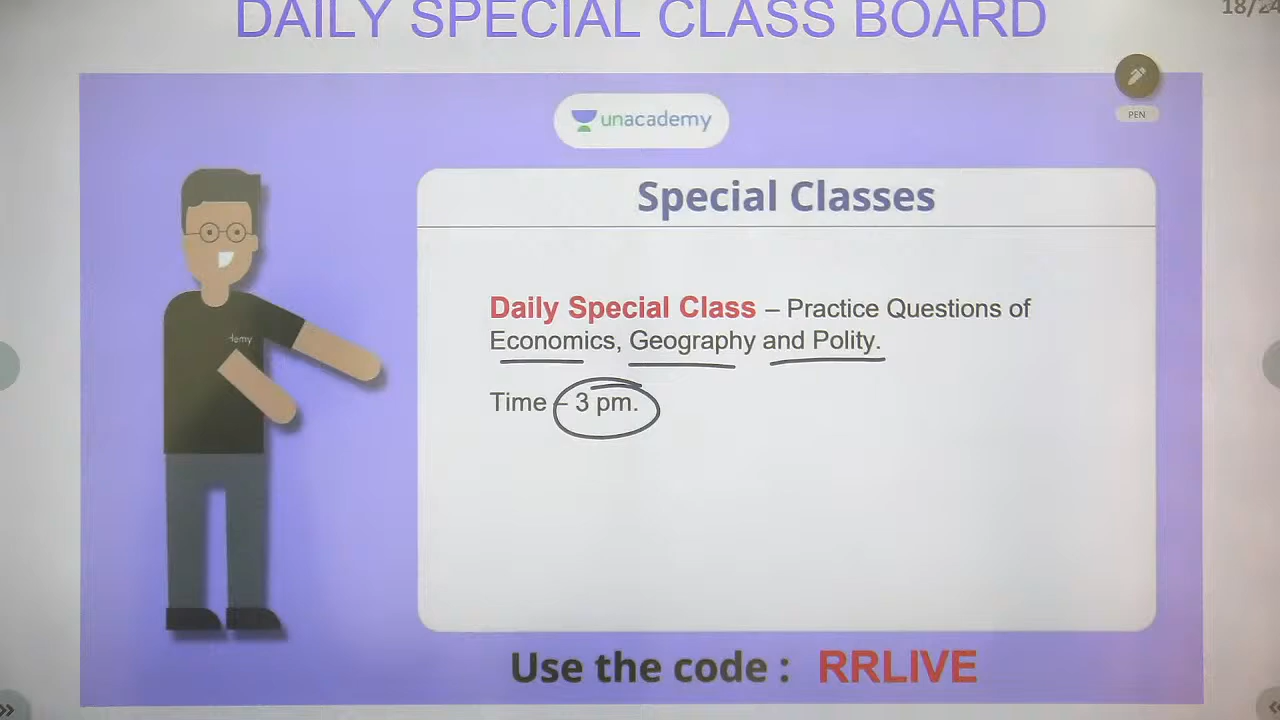 DAILY SPECIAL CLASS BOARD
18/24
PEN
unacademy
Special Classes
Daily Special Class – Practice Questions of
Economics, Geography and Polity.
Time – 3 pm.
demy
Use the code : RRLIVE